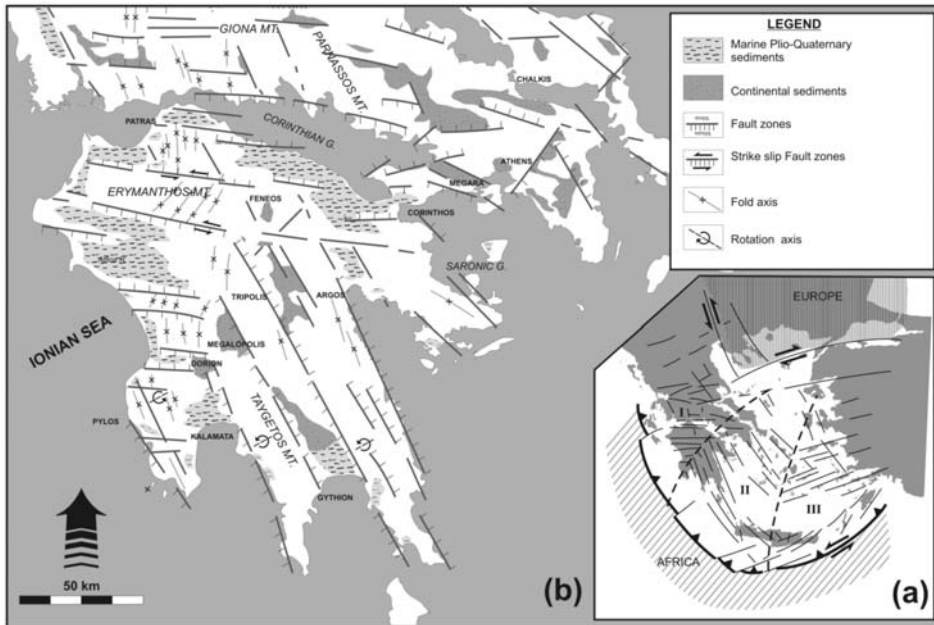 GIONA MT.
PARNASSOS MT.
CHALKIS
PATRAS
CORINTHIAN G.
ATHENS
MEGARA
ERYMANTHOS MT.
FENEOS
CORINTHOS
SARONIC G.
TRIPOLIS
ARGOS
IONIAN SEA
MEGALOPOLIS
DORION
PYLOS
TAYGETOS MT.
KALAMATA
GYTHION
50 km
(b)
LEGEND
Marine Plio-Quaternary
sediments
Continental sediments
Fault zones
Strike slip Fault zones
Fold axis
Rotation axis
EUROPE
I
II
III
AFRICA
(a)